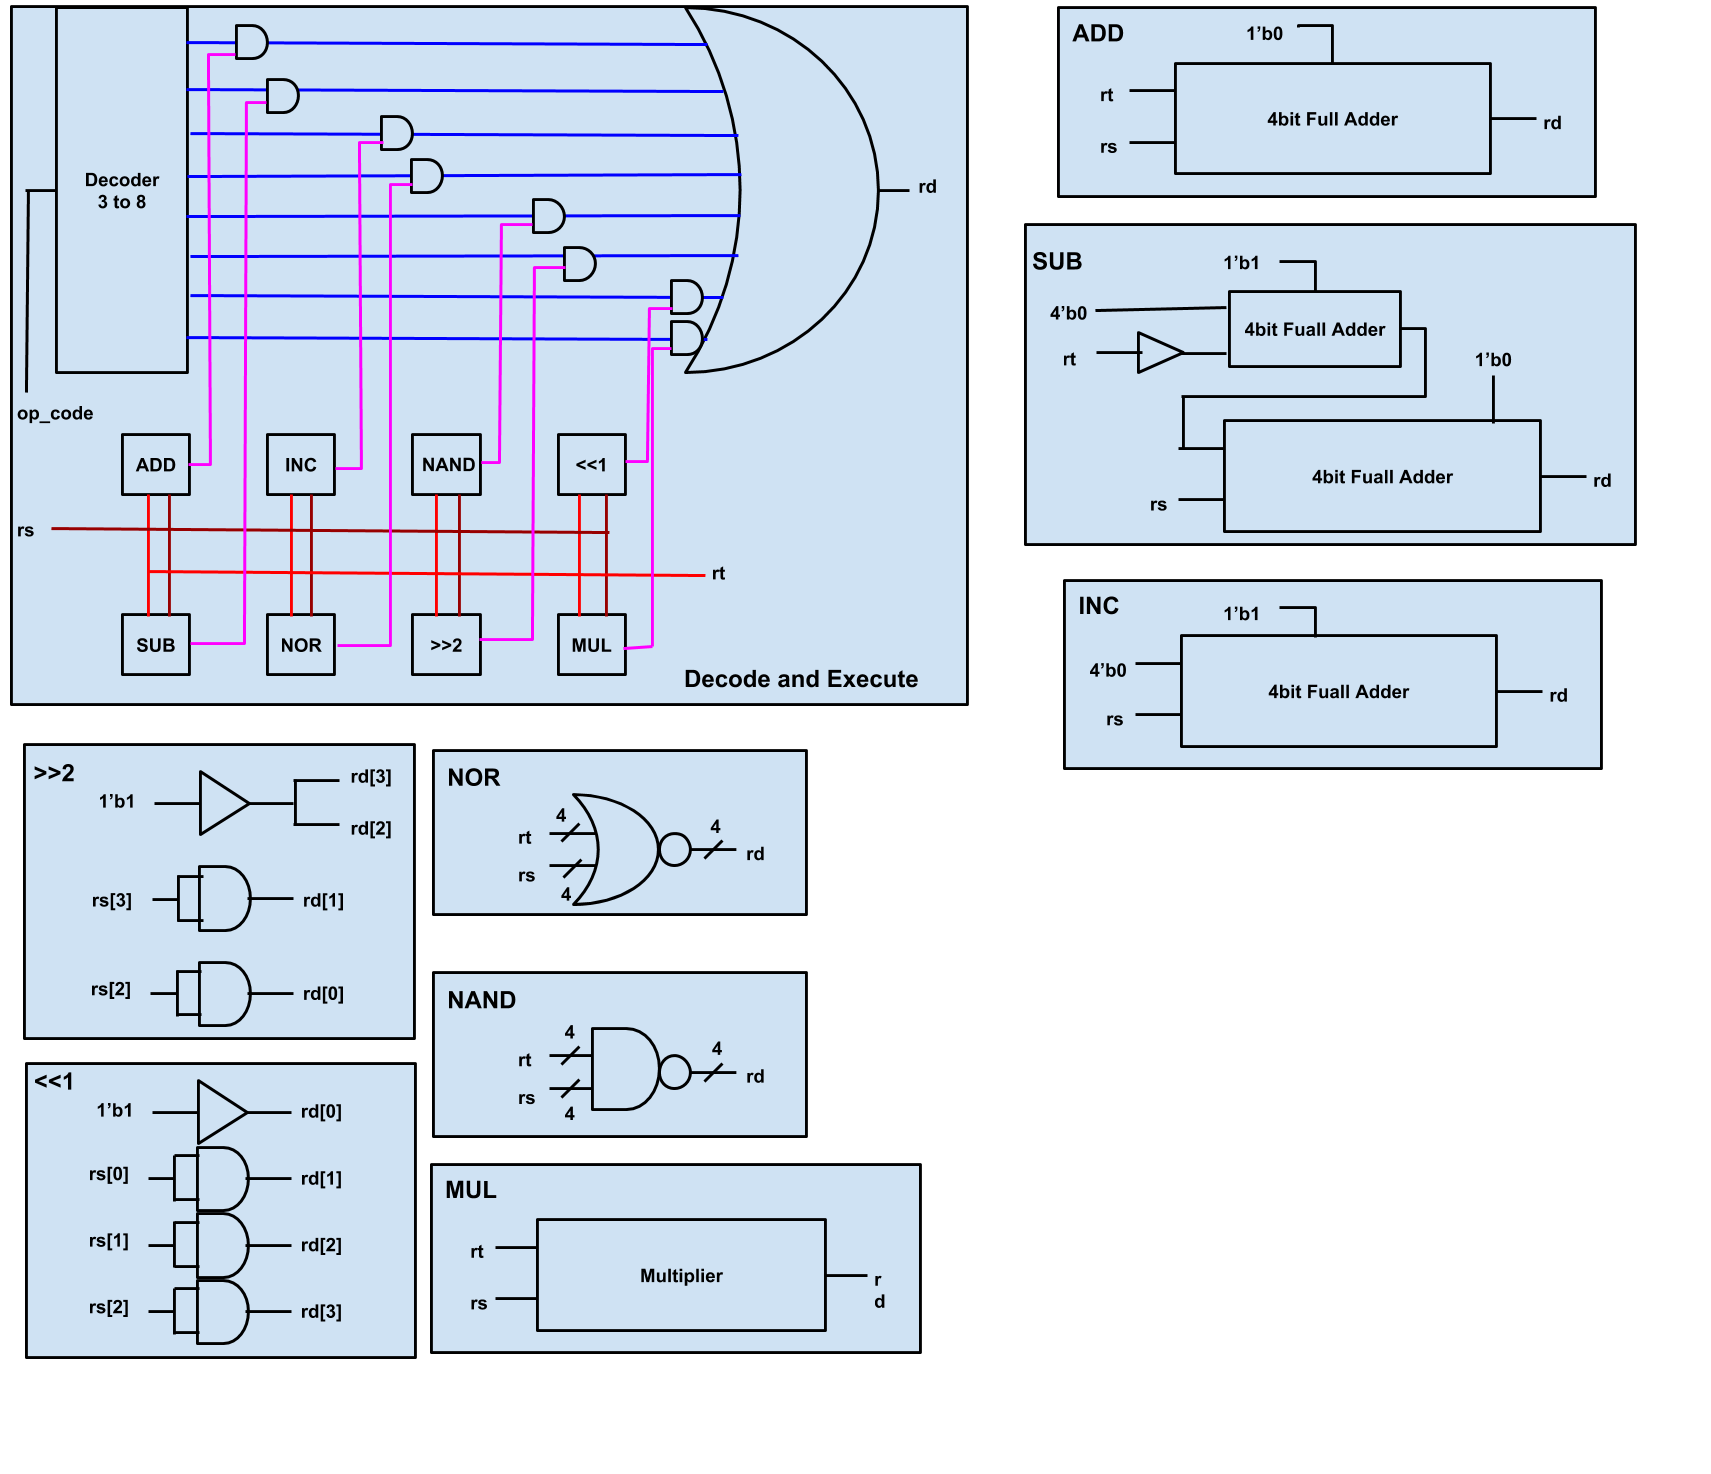 Decoder
3 to 8
rd
op_code
ADD
INC
NAND
<<1
rs
rt
SUB
NOR
>>2
MUL
Decode and Execute
ADD
1'b0
rt
4bit Full Adder
rd
rs
SUB
1'b1
4'b0
4bit Fuall Adder
rt
1'b0
4bit Fuall Adder
rd
rs
INC
1'b1
4'b0
4bit Fuall Adder
rd
rs
>>2
1'b1
rd[3]
rd[2]
rs[3]
rd[1]
rs[2]
rd[0]
NOR
4
rt
4
rd
rs
4
NAND
4
rt
4
rd
rs
4
<<1
1'b1
rd[0]
rs[0]
rd[1]
rs[1]
rd[2]
rs[2]
rd[3]
MUL
rt
Multiplier
rs
r
d